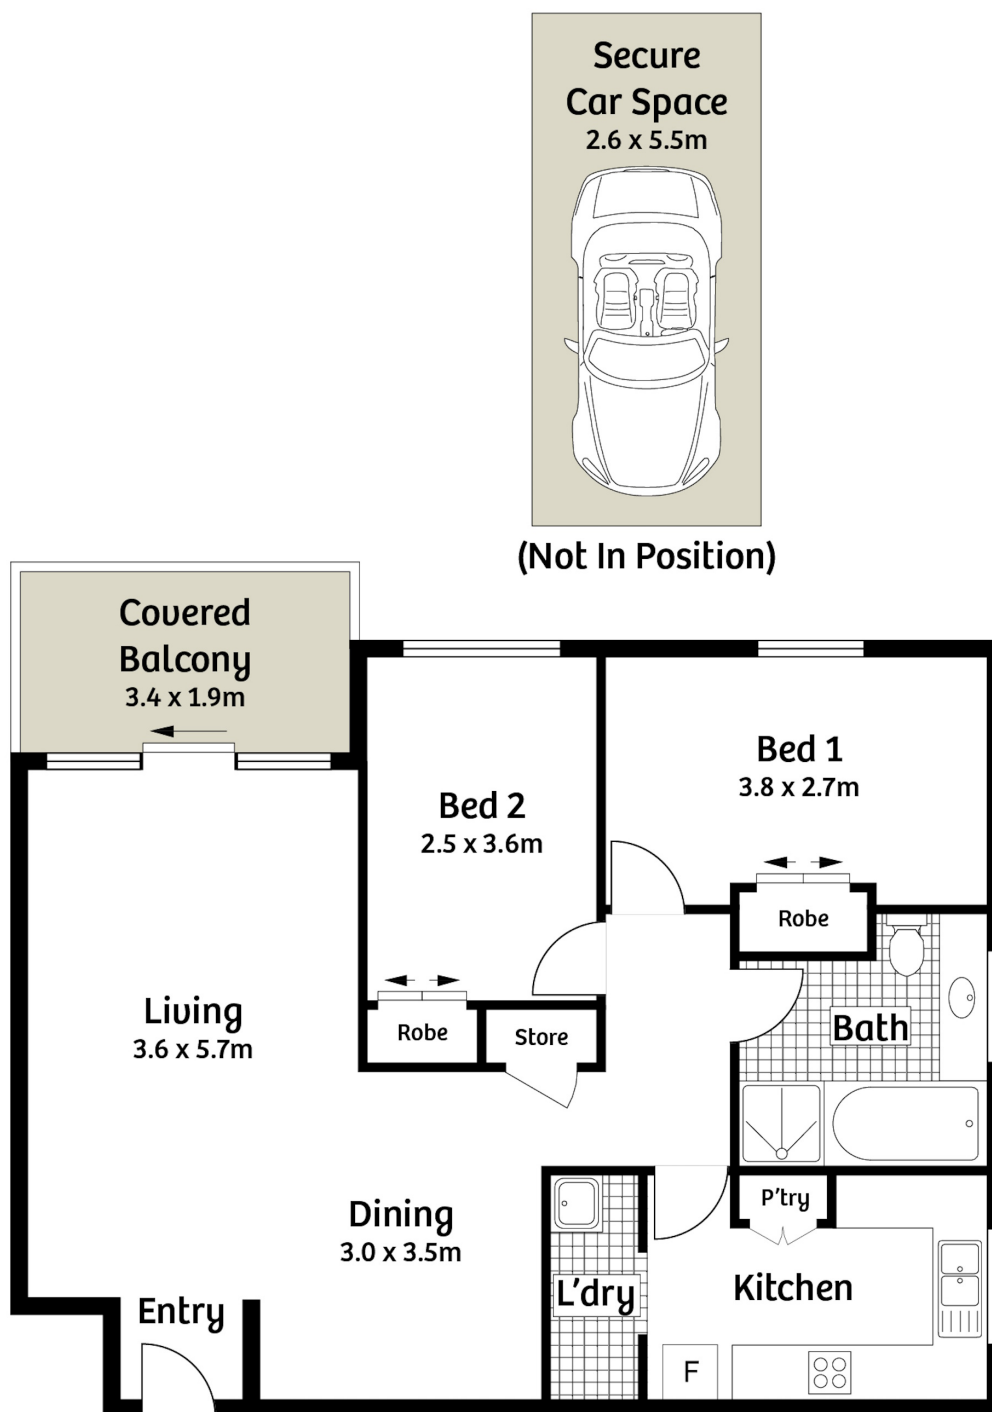 Secure
Car Space
2.6 x 5.5m
(Not In Position)
Covered
Balcony
3.4 x 1.9m
Bed 1
3.8 x 2.7m
Bed 2
2.5 x 3.6m
Robe
Living
3.6 x 5.7m
Robe
Store
Bath
Dining
3.0 x 3.5m
P'try
L'dry
Kitchen
Entry
F